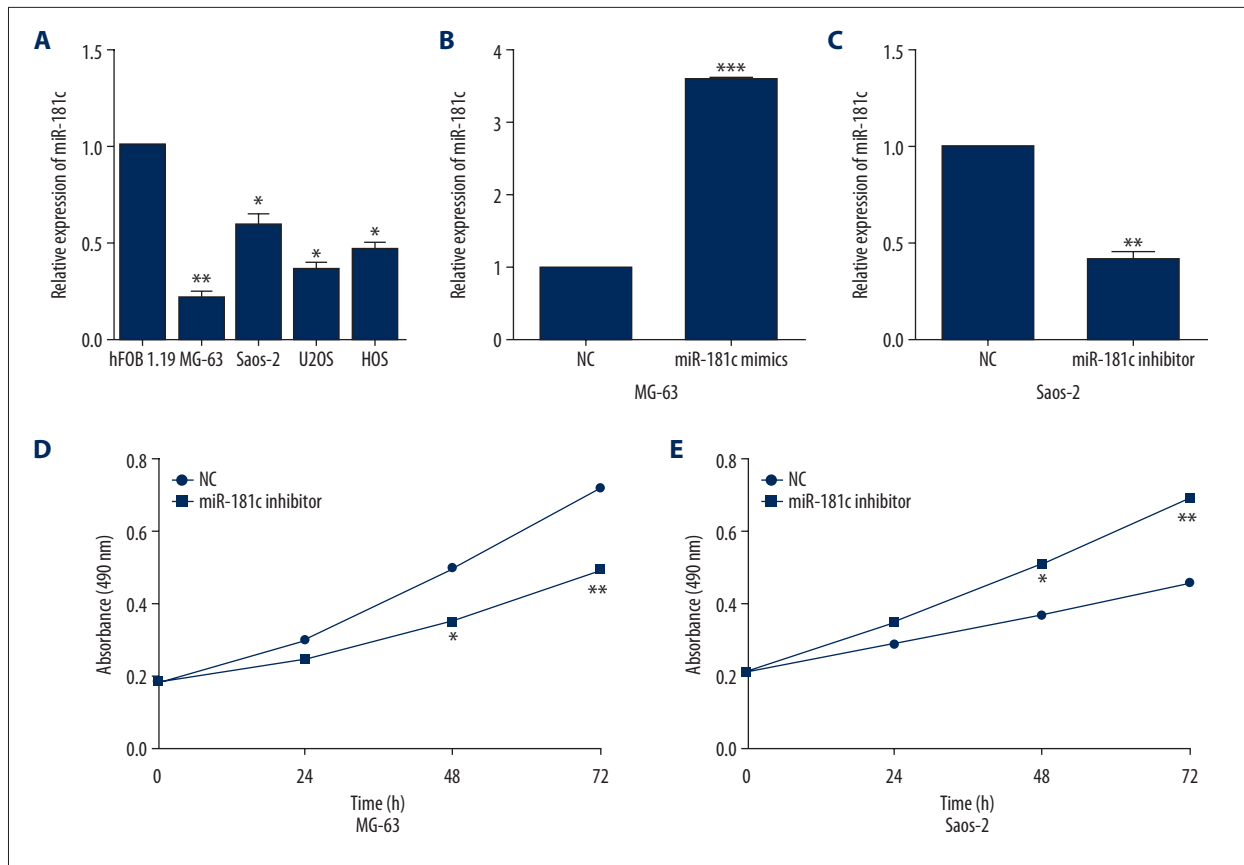 A
Relative expression of miR-181c
1.5
1.0
0.5
0.0
**
*
*
*
hFOB 1.19 MG-63 Saos-2 U2OS HOS
B
Relative expression of miR-181c
4
3
2
1
0
***
NC miR-181c mimics
MG-63
C
Relative expression of miR-181c
1.5
1.0
0.5
0.0
**
NC miR-181c inhibitor
Saos-2
D
Absorbance (490 nm)
0.8
0.6
0.4
0.2
0.0
NC
miR-181c inhibitor
*
**
0 24 48 72
Time (h)
MG-63
E
Absorbance (490 nm)
0.8
0.6
0.4
0.2
0.0
NC
miR-181c inhibitor
*
**
0 24 48 72
Time (h)
Saos-2